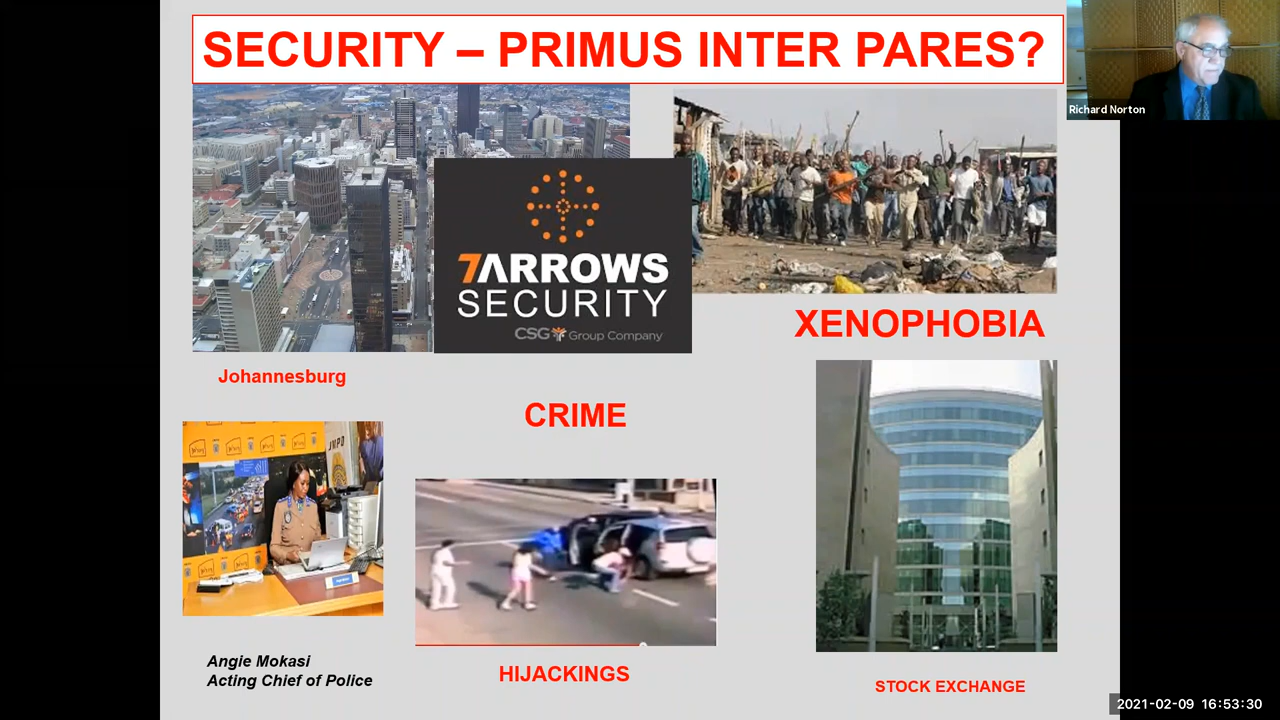 SECURITY – PRIMUS INTER PARES?
Richard Norton
7ARROWS
SECURITY
CSG Group Company
XENOPHOBIA
Johannesburg
CRIME
JMPD
Angie Mokasi
Acting Chief of Police
HIJACKINGS
STOCK EXCHANGE
2021-02-09 16:53:30